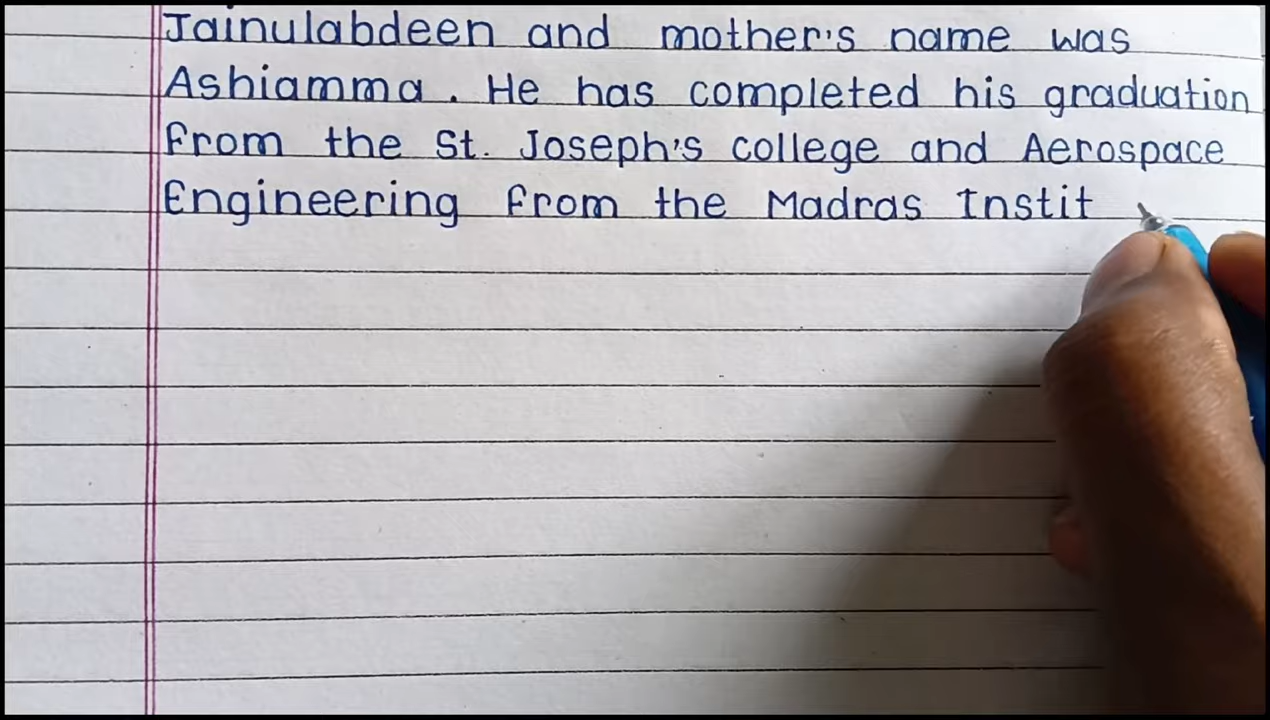 Jainulabdeen and mother's name was
Ashiamma. He has completed his graduation
from the St. Joseph's college and Aerospace
Engineering from the Madras Instit